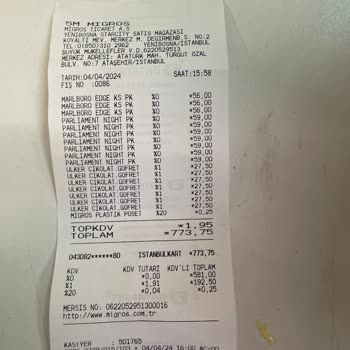 5M MIGROS
MIGROS TICARET A.S
YENIBOSNA STARCITY SATIS MAGAZASI
KOYALTI MEV. MERKEZ M. DEGIRMENB.S. NO:2
TEL:0(850)310 2962 YENIBOSNA/ISTANBUL
BUYUK MUKELLEFLER V.D:6220529513
MERKEZ ADRESI: ATATURK MAH. TURGUT OZAL
BULV. NO:7 ATAŞEHIR/ISTANBUL
TARIH:04/04/2024 SAAT:15:58
FIŞ NO :0086
MARLBORO EDGE KS PK %0 *56,00
MARLBORO EDGE KS PK %0 *56,00
MARLBORO EDGE KS PK %0 *56,00
PARLIAMENT NIGHT PK %0 *59,00
PARLIAMENT NIGHT PK %0 *59,00
PARLIAMENT NIGHT PK %0 *59,00
PARLIAMENT NIGHT PK %0 *59,00
PARLIAMENT NIGHT PK %0 *59,00
PARLIAMENT NIGHT PK %0 *59,00
PARLIAMENT NIGHT PK %0 *59,00
ULKER CIKOLAT.GOFRET %1 *27,50
ULKER CIKOLAT.GOFRET %1 *27,50
ULKER CIKOLAT.GOFRET %1 *27,50
ULKER CIKOLAT.GOFRET %1 *27,50
ULKER CIKOLAT.GOFRET %1 *27,50
ULKER CIKOLAT.GOFRET %1 *27,50
ULKER CIKOLAT.GOFRET %1 *27,50
MIGROS PLASTIK POSET %20 *0,25
TOPKDV *1,95
TOPLAM *773,75
043082******80 ISTANBULKART *773,75
KDV KDV TUTARI KDV'LI TOPLAM
%0 *0,00 *581,00
%1 *1,91 *192,50
%20 *0,04 *0,25
MERSIS NO: 0622052951300016
http://www.migros.com.tr
KASIYER : 501765